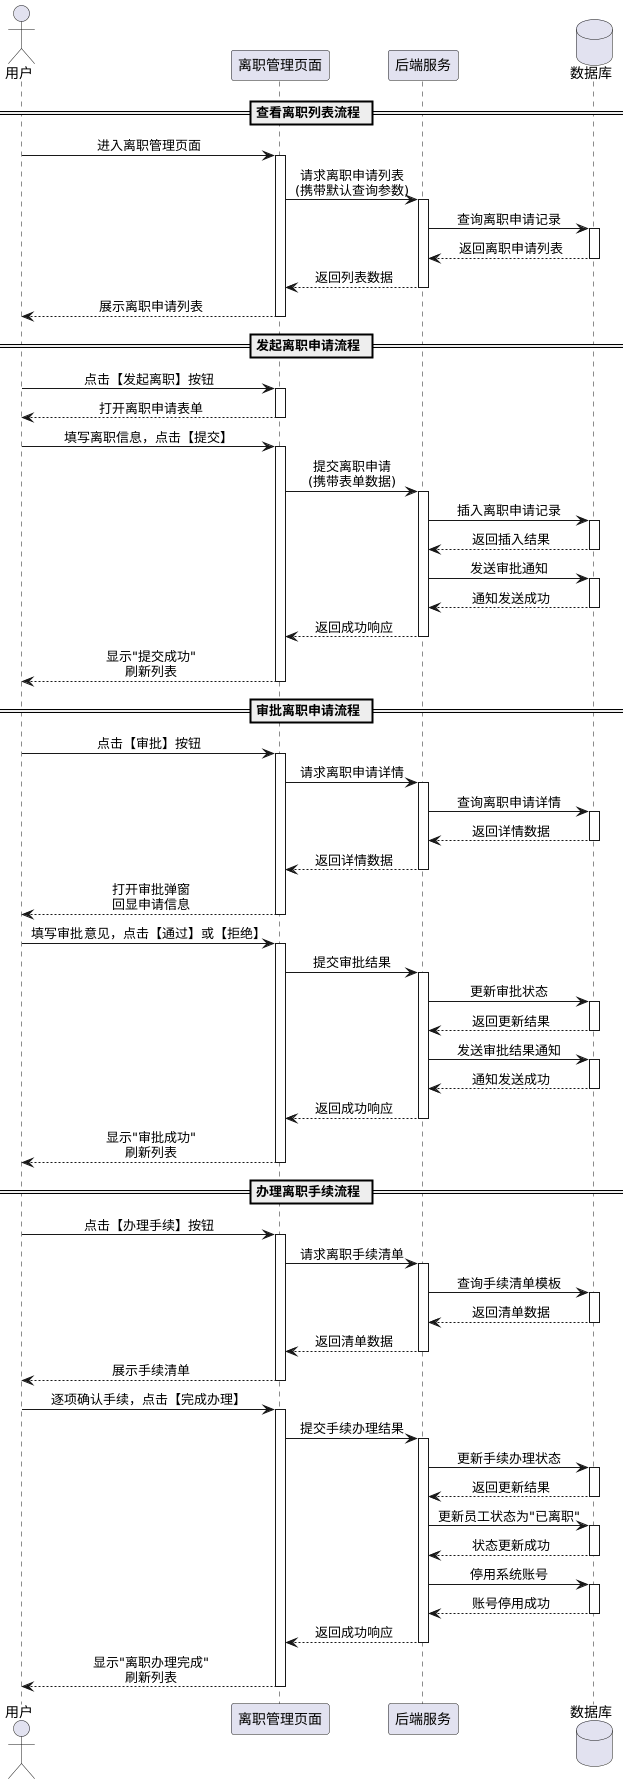 用户
离职管理页面
后端服务
数据库
查看离职列表流程
进入离职管理页面
请求离职申请列表
(携带默认查询参数)
查询离职申请记录
返回离职申请列表
返回列表数据
展示离职申请列表
发起离职申请流程
点击【发起离职】按钮
打开离职申请表单
填写离职信息，点击【提交】
提交离职申请
(携带表单数据)
插入离职申请记录
返回插入结果
发送审批通知
通知发送成功
返回成功响应
显示"提交成功"
刷新列表
审批离职申请流程
点击【审批】按钮
请求离职申请详情
查询离职申请详情
返回详情数据
返回详情数据
打开审批弹窗
回显申请信息
填写审批意见，点击【通过】或【拒绝】
提交审批结果
更新审批状态
返回更新结果
发送审批结果通知
通知发送成功
返回成功响应
显示"审批成功"
刷新列表
办理离职手续流程
点击【办理手续】按钮
请求离职手续清单
查询手续清单模板
返回清单数据
返回清单数据
展示手续清单
逐项确认手续，点击【完成办理】
提交手续办理结果
更新手续办理状态
返回更新结果
更新员工状态为"已离职"
状态更新成功
停用系统账号
账号停用成功
返回成功响应
显示"离职办理完成"
刷新列表
用户
离职管理页面
后端服务
数据库